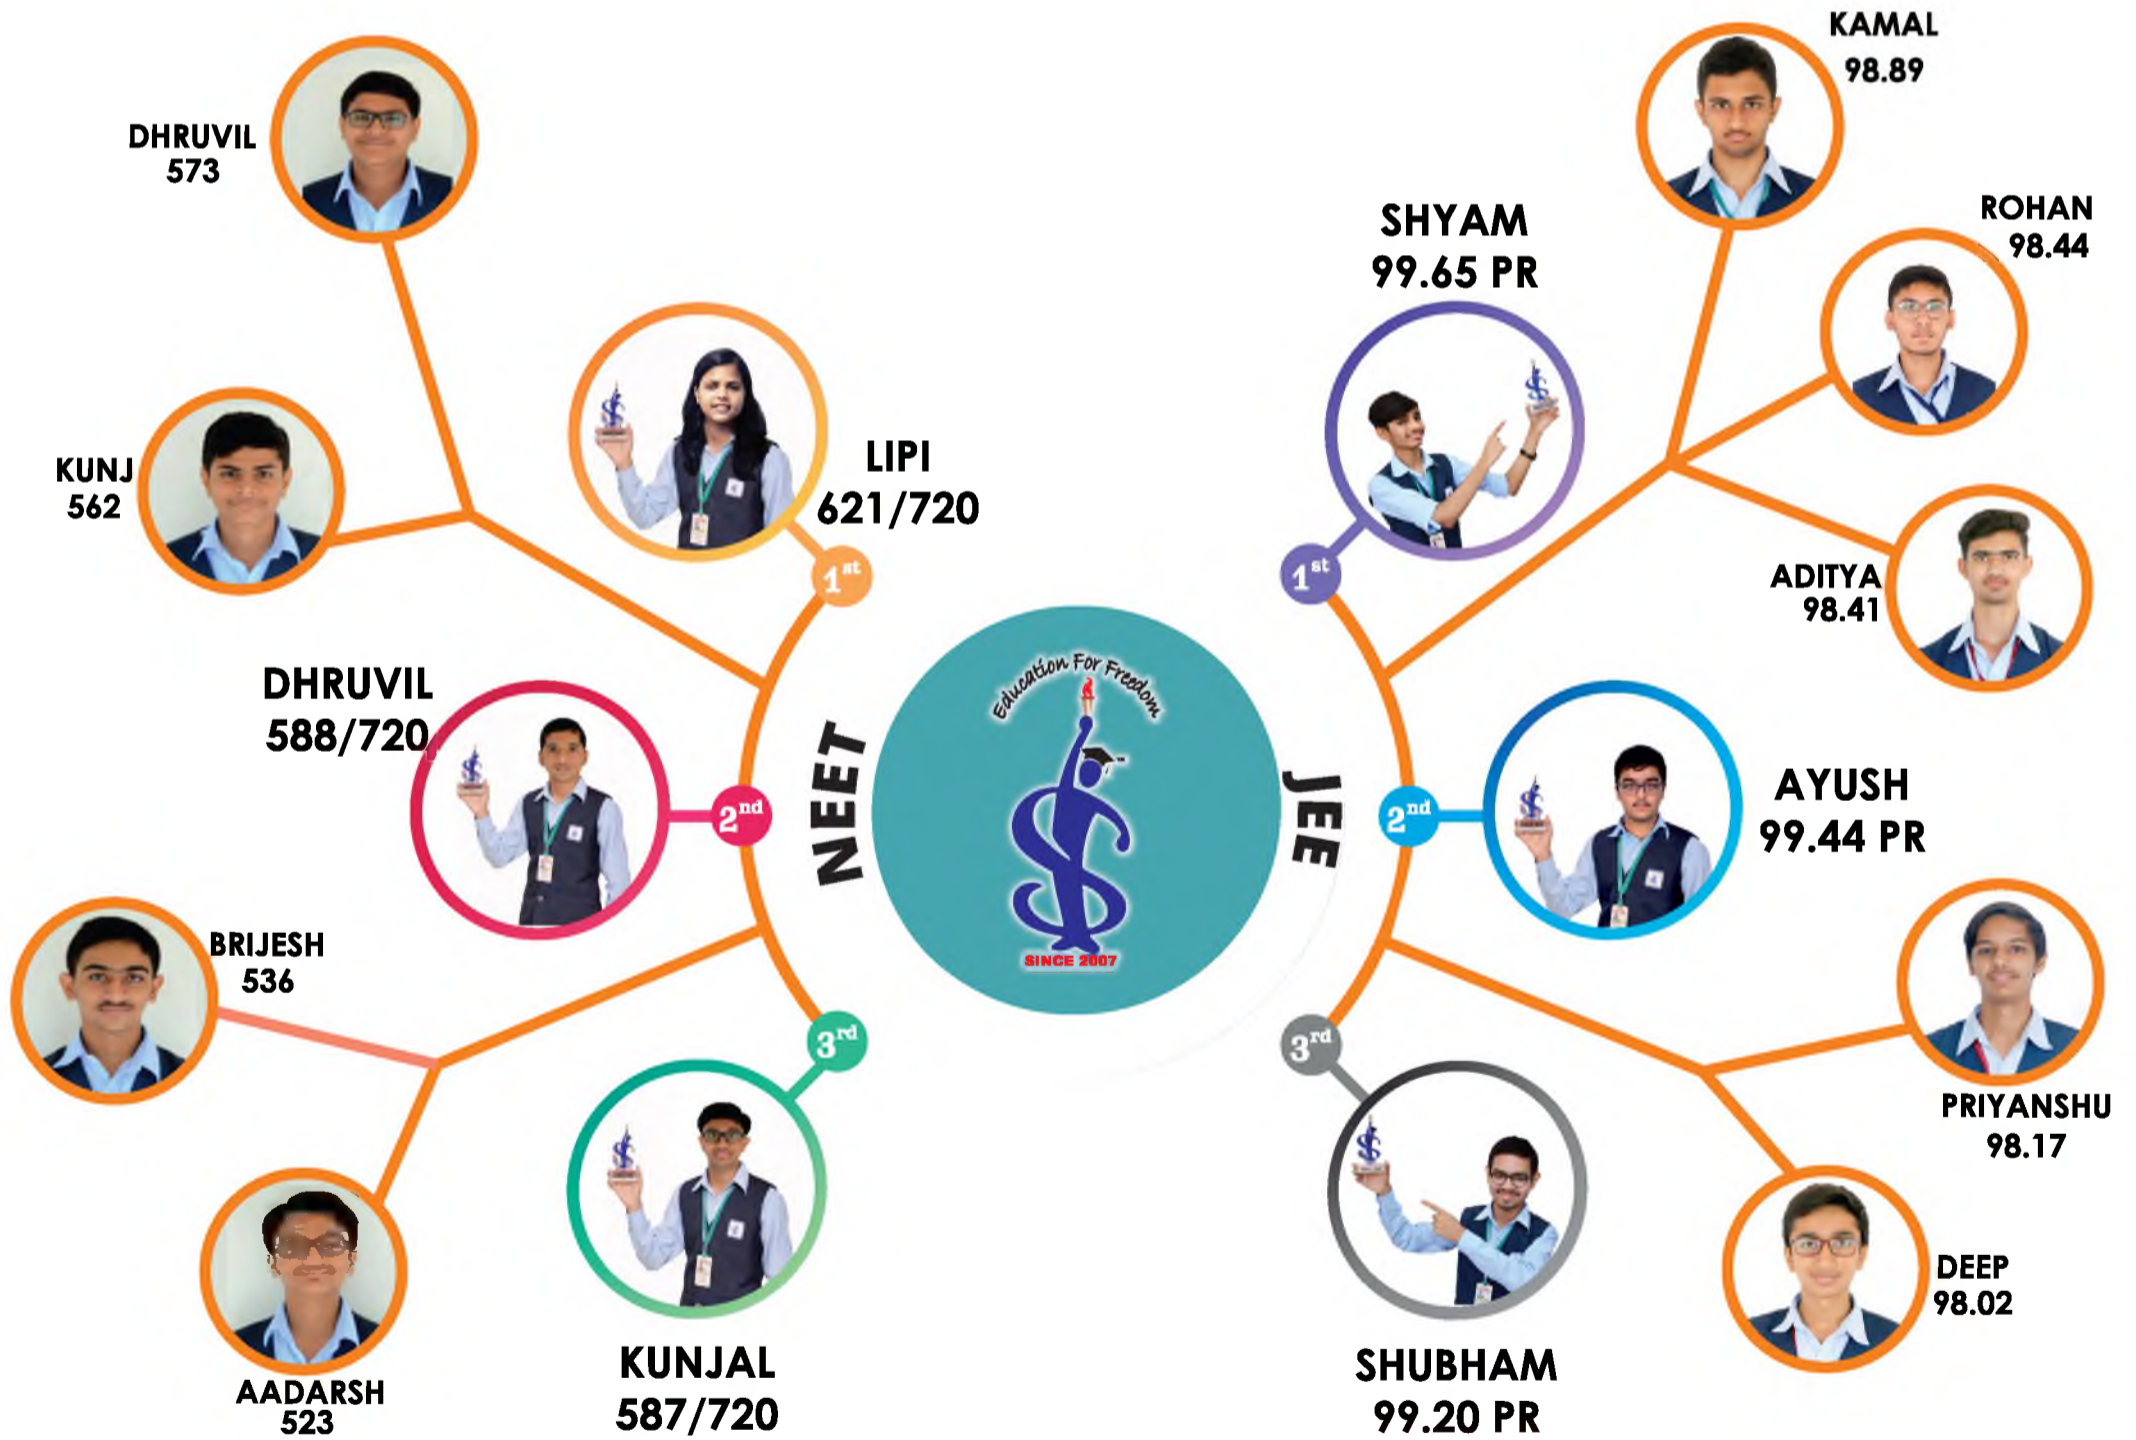 DHRUVIL
573
KUNJ
562
LIPI
621/720
1st
DHRUVIL
588/720
2nd
BRIJESH
536
3rd
AADARSH
523
KUNJAL
587/720
NEET
Education For Freedom
SINCE 2007
JEE
KAMAL
98.89
ROHAN
98.44
SHYAM
99.65 PR
1st
ADITYA
98.41
AYUSH
99.44 PR
2nd
PRIYANSHU
98.17
3rd
DEEP
98.02
SHUBHAM
99.20 PR